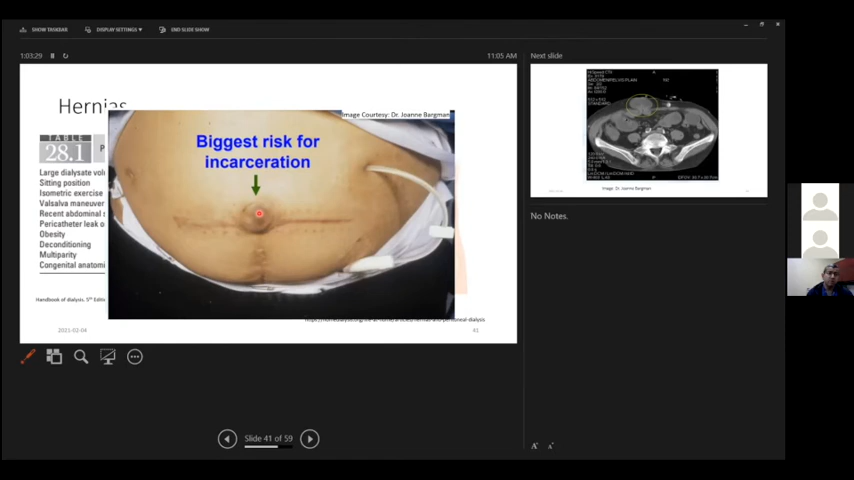 SHOW TASKBAR
DISPLAY SETTINGS ▾
END SLIDE SHOW
1:03:29
11:05 AM
Next slide
Hernias
Image Courtesy: Dr. Joanne Bargman
TABLE
28.1
Large dialysate
Sitting position
Isometric exercise
Valsalva maneuver
Recent abdominal
Pericatheter leak
Obesity
Deconditioning
Multiparity
Congenital
Handbook of dialysis. 5th
Biggest risk for
incarceration
2021-02-04
41
Image. Dr. Joanne Bargman
No Notes.
Slide 41 of 59